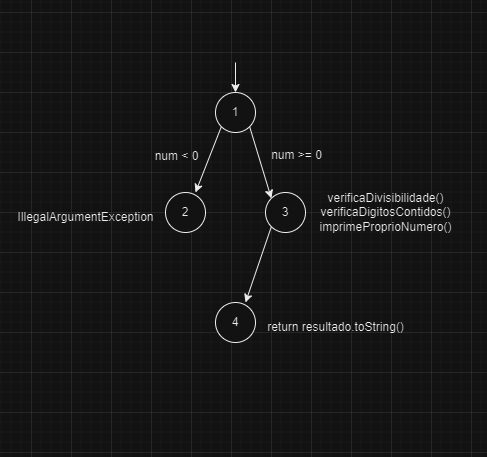 1
num < 0
num >= 0
IllegalArgumentException
2
3
verificaDivisibilidade()
verificaDigitosContidos()
imprimeProprioNumero()
4
return resultado.toString()